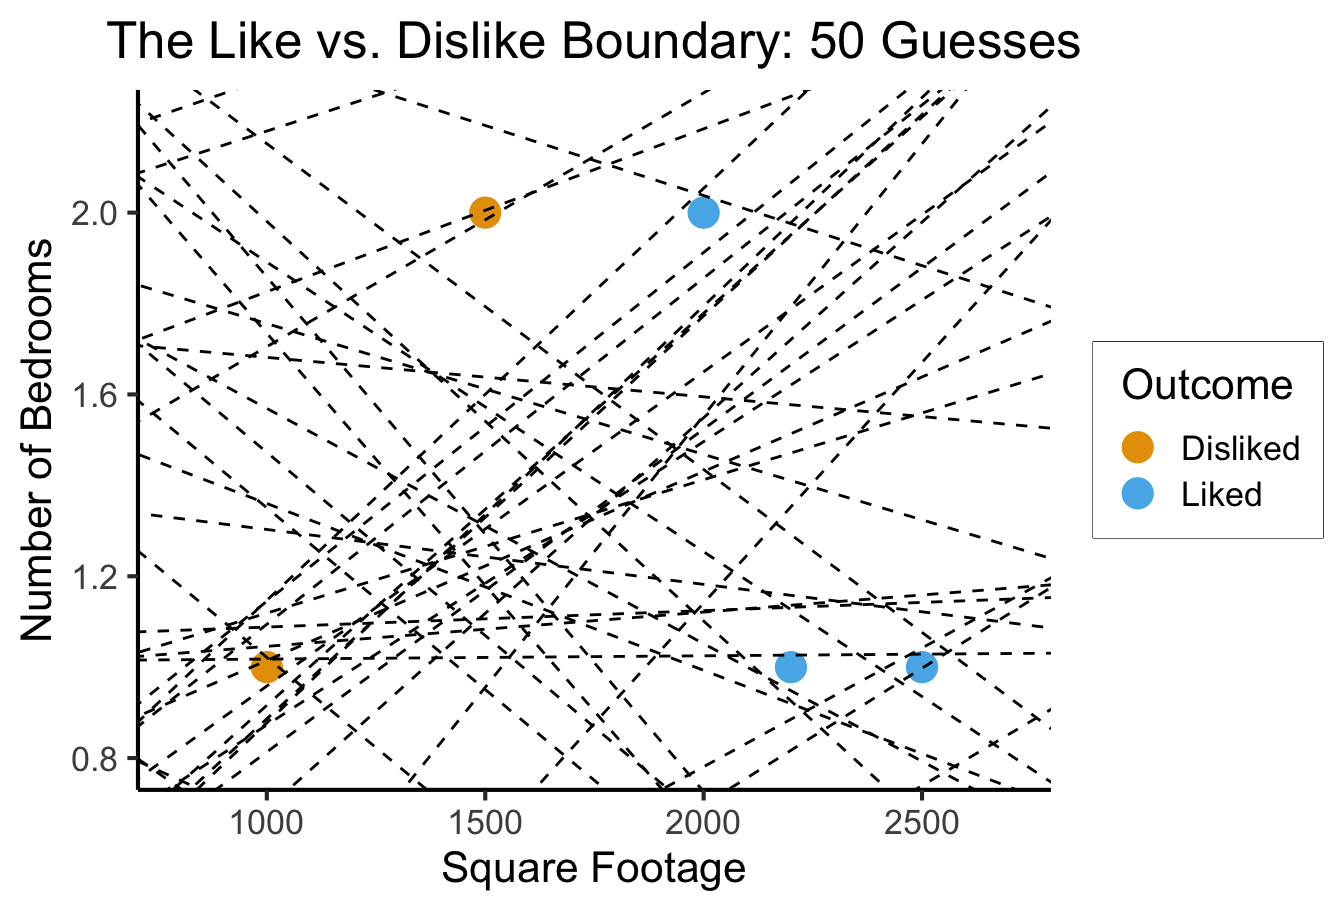 The Like vs. Dislike Boundary: 50 Guesses
Number of Bedrooms
2.0
1.6
1.2
0.8
1000 1500 2000 2500
Square Footage
Outcome
Disliked
Liked